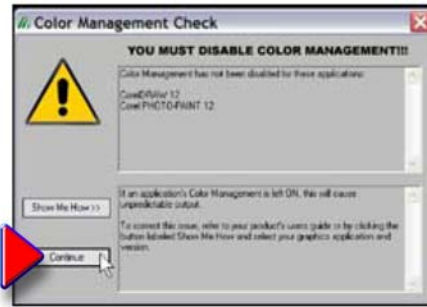 Color Management Check
YOU MUST DISABLE COLOR MANAGEMENT!!!
Color Management has not been disabled for these applications:
CorelDRAW 12
Corel PHOTO-PAINT 12
If an application's Color Management is left ON, this will cause
unpredictable output.
To correct this issue, refer to your product's users guide or by clicking the
button labeled Show Me How and select your graphics application and
version.
Show Me How >>
Continue